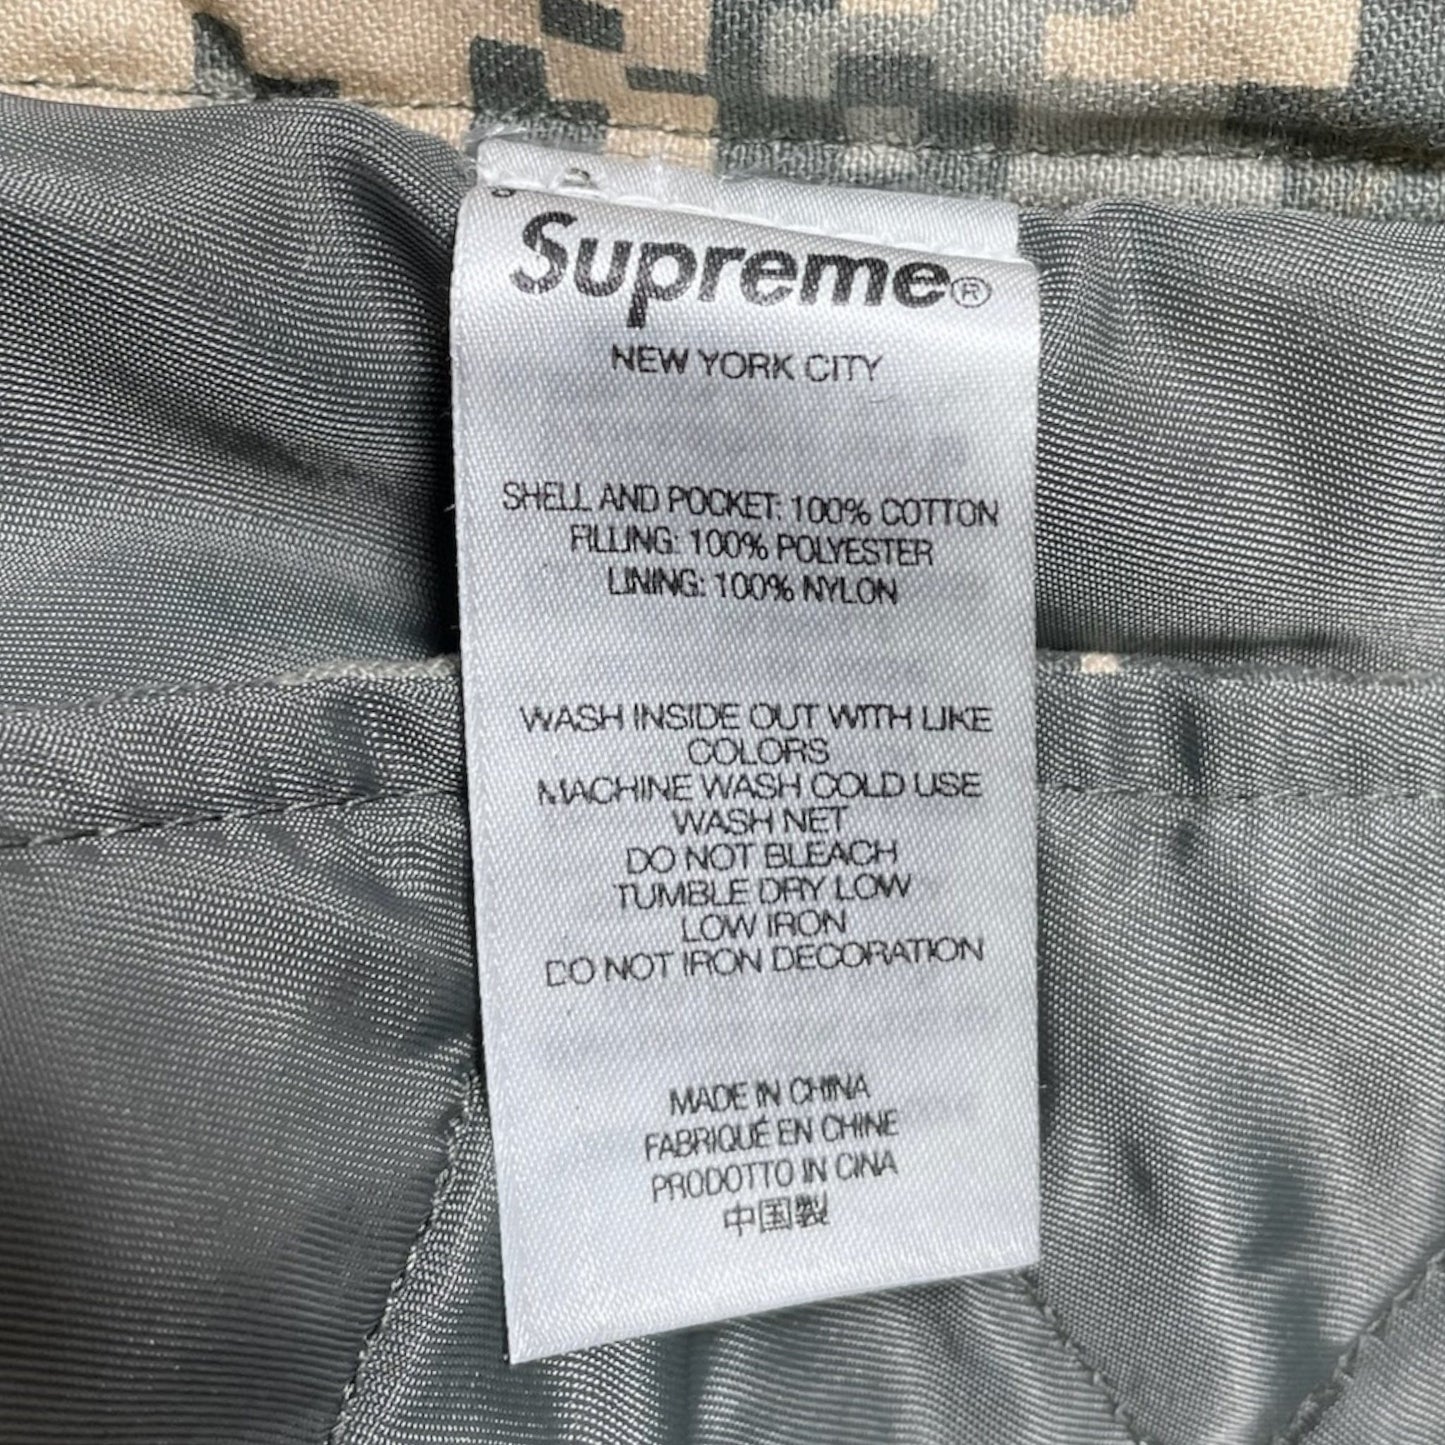 Supreme®
NEW YORK CITY
SHELL AND POCKET: 100% COTTON
FILLING: 100% POLYESTER
LINING: 100% NYLON
WASH INSIDE OUT WITH LIKE
COLORS
MACHINE WASH COLD USE
WASH NET
DO NOT BLEACH
TUMBLE DRY LOW
LOW IRON
DO NOT IRON DECORATION
MADE IN CHINA
FABRIQUÉ EN CHINE
PRODOTTO IN CINA
中国製